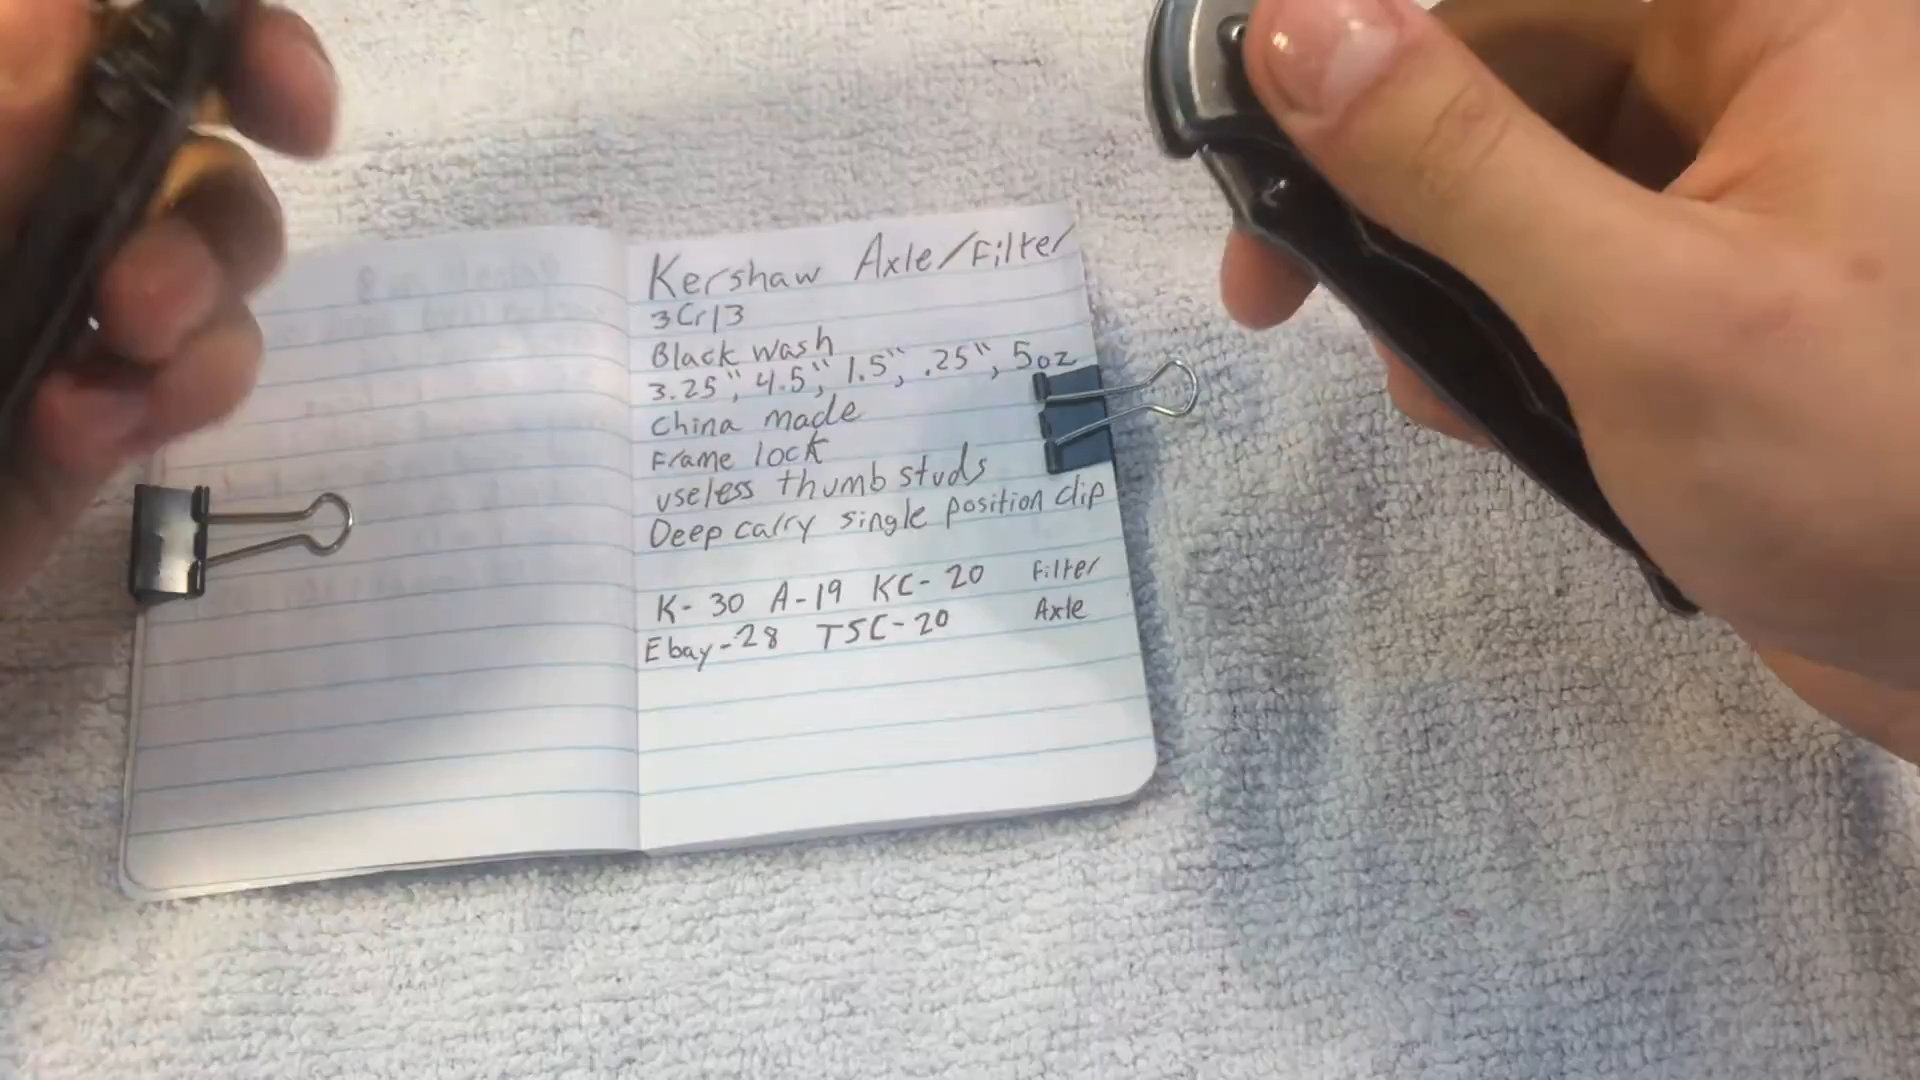 Kershaw Axle/Filter
3Cr13
Black wash
3.25", 4.5", 1.5", .25", 5oz
China made
Frame lock
useless thumb studs
Deep carry single position clip
K-30 A-19 KC-20 Filter
Ebay-28 TSC-20 Axle